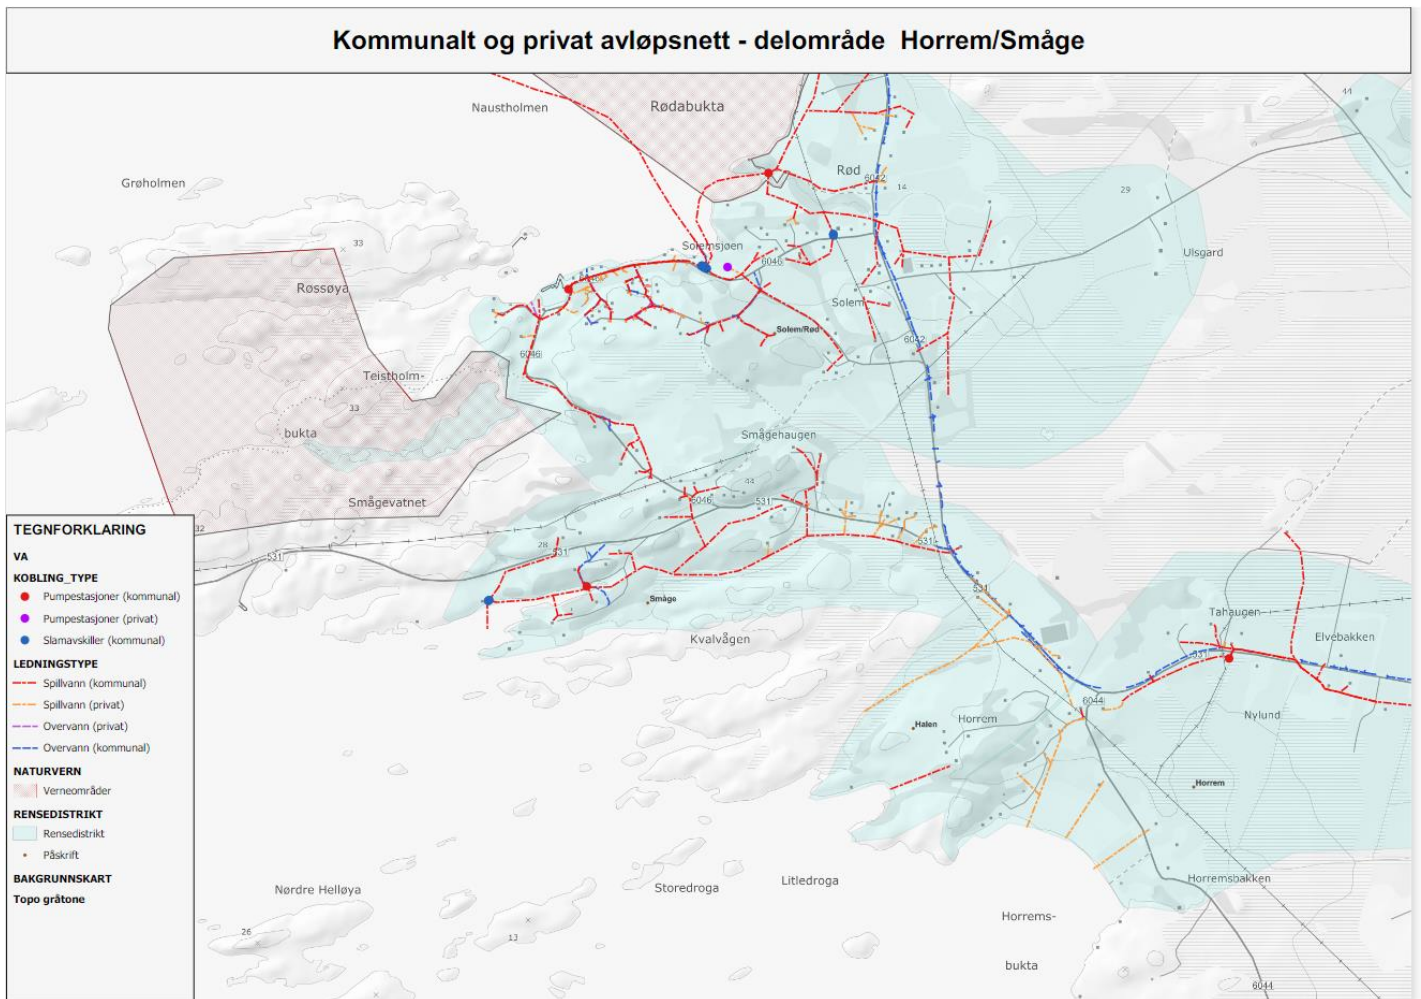 Kommunalt og privat avløpsnett - delområde Horrem/Småge
44
Naustholmen
Rødabukta
Rød
6042
14
29
Grøholmen
33
Solemsjøen
6046
Ulsgard
Røssøya
6046
Solem
Solem/Rød
6042
6046
Teistholm-
33
bukta
Smågehaugen
Smågevatnet
44
6046
531
32
28
531
531
531
531
Småge
Kvalvågen
Tahaugen
Elvebakken
531
6044
Halen
Horrem
Nylund
Horrem
Horremsbakken
Nørdre Helløya
Storedroga
Litledroga
26
13
Horrems-
bukta
6044
TEGNFORKLARING
VA
KOBLING_TYPE
Pumpestasjoner (kommunal)
Pumpestasjoner (privat)
Slamavskiller (kommunal)
LEDNINGSTYPE
Spillvann (kommunal)
Spillvann (privat)
Overvann (privat)
Overvann (kommunal)
NATURVERN
Verneområder
RENSEDISTRIKT
Rensedistrikt
Påskrift
BAKGRUNNSKART
Topo gråtone